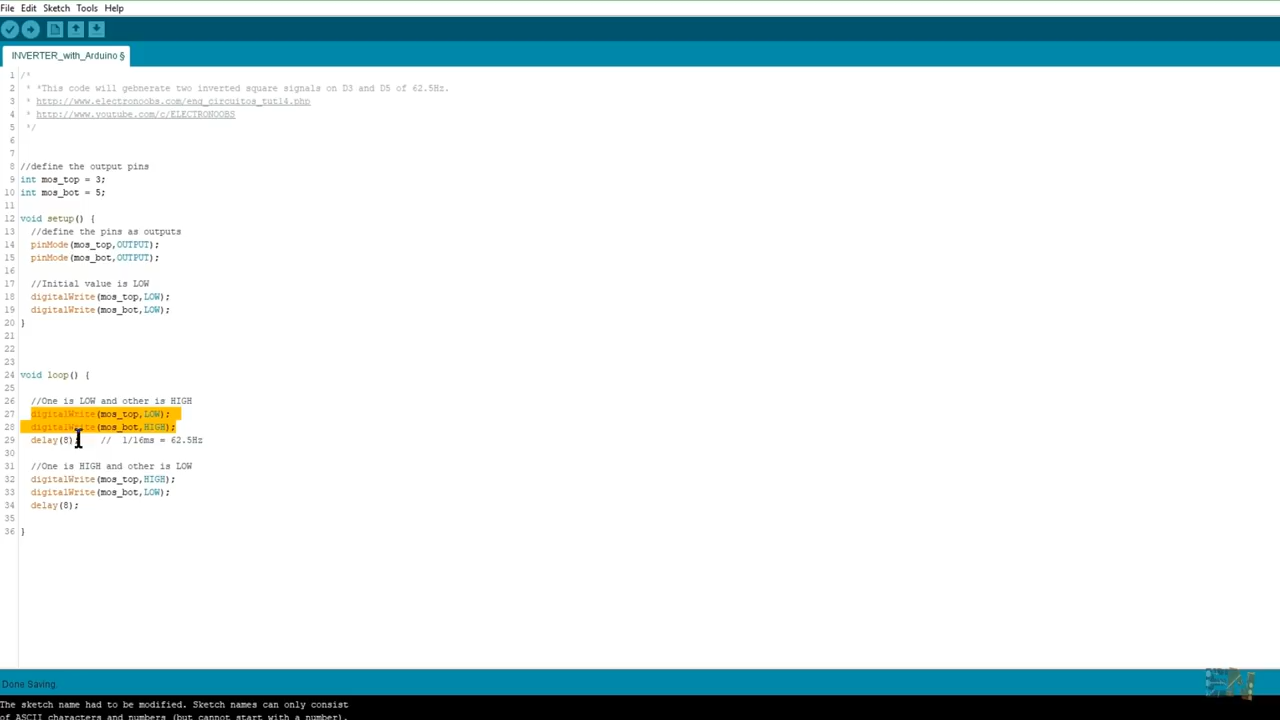 File Edit Sketch Tools Help
INVERTER_with_Arduino §
1 /*
2 * *This code will gebnerate two inverted square signals on D3 and D5 of 62.5Hz.
3 * http://www.electronoobs.com/eng_circuitos_tut14.php
4 * http://www.youtube.com/c/ELECTRONOOBS
5 */
6
7
8 //define the output pins
9 int mos_top = 3;
10 int mos_bot = 5;
11
12 void setup() {
13 //define the pins as outputs
14 pinMode(mos_top,OUTPUT);
15 pinMode(mos_bot,OUTPUT);
16
17 //Initial value is LOW
18 digitalWrite(mos_top,LOW);
19 digitalWrite(mos_bot,LOW);
20 }
21
22
23
24 void loop() {
25
26 //One is LOW and other is HIGH
27 digitalWrite(mos_top,LOW);
28 digitalWrite(mos_bot,HIGH);
29 delay(8); // 1/16ms = 62.5Hz
30
31 //One is HIGH and other is LOW
32 digitalWrite(mos_top,HIGH);
33 digitalWrite(mos_bot,LOW);
34 delay(8);
35
36 }
Done Saving.
The sketch name had to be modified. Sketch names can only consist
of ASCII characters and numbers (but cannot start with a number).